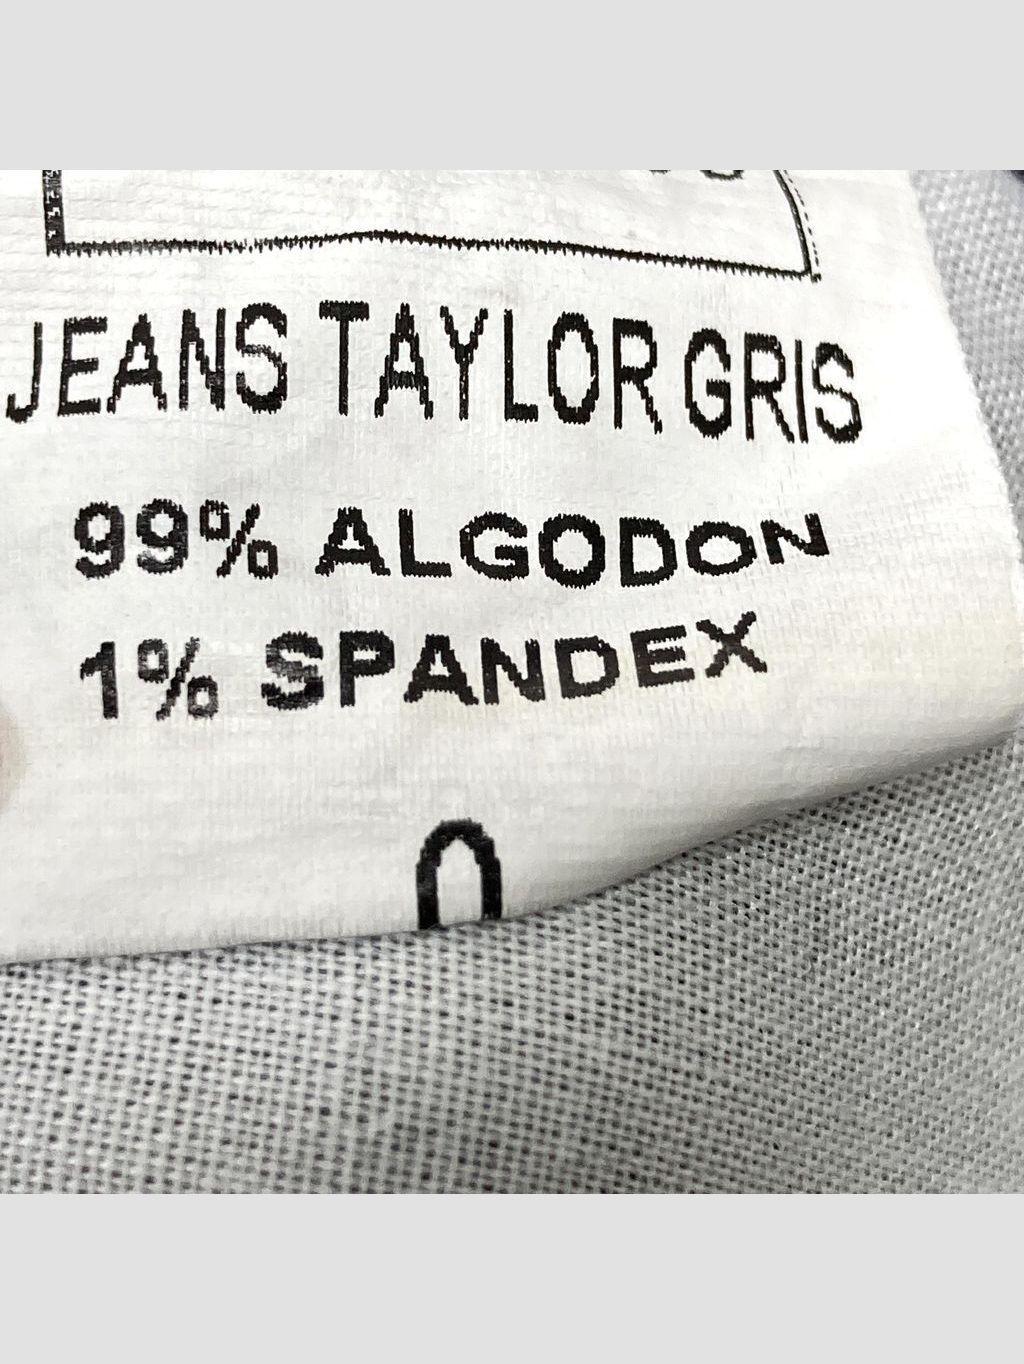 JEANS TAYLOR GRIS
99% ALGODON
1% SPANDEX
0